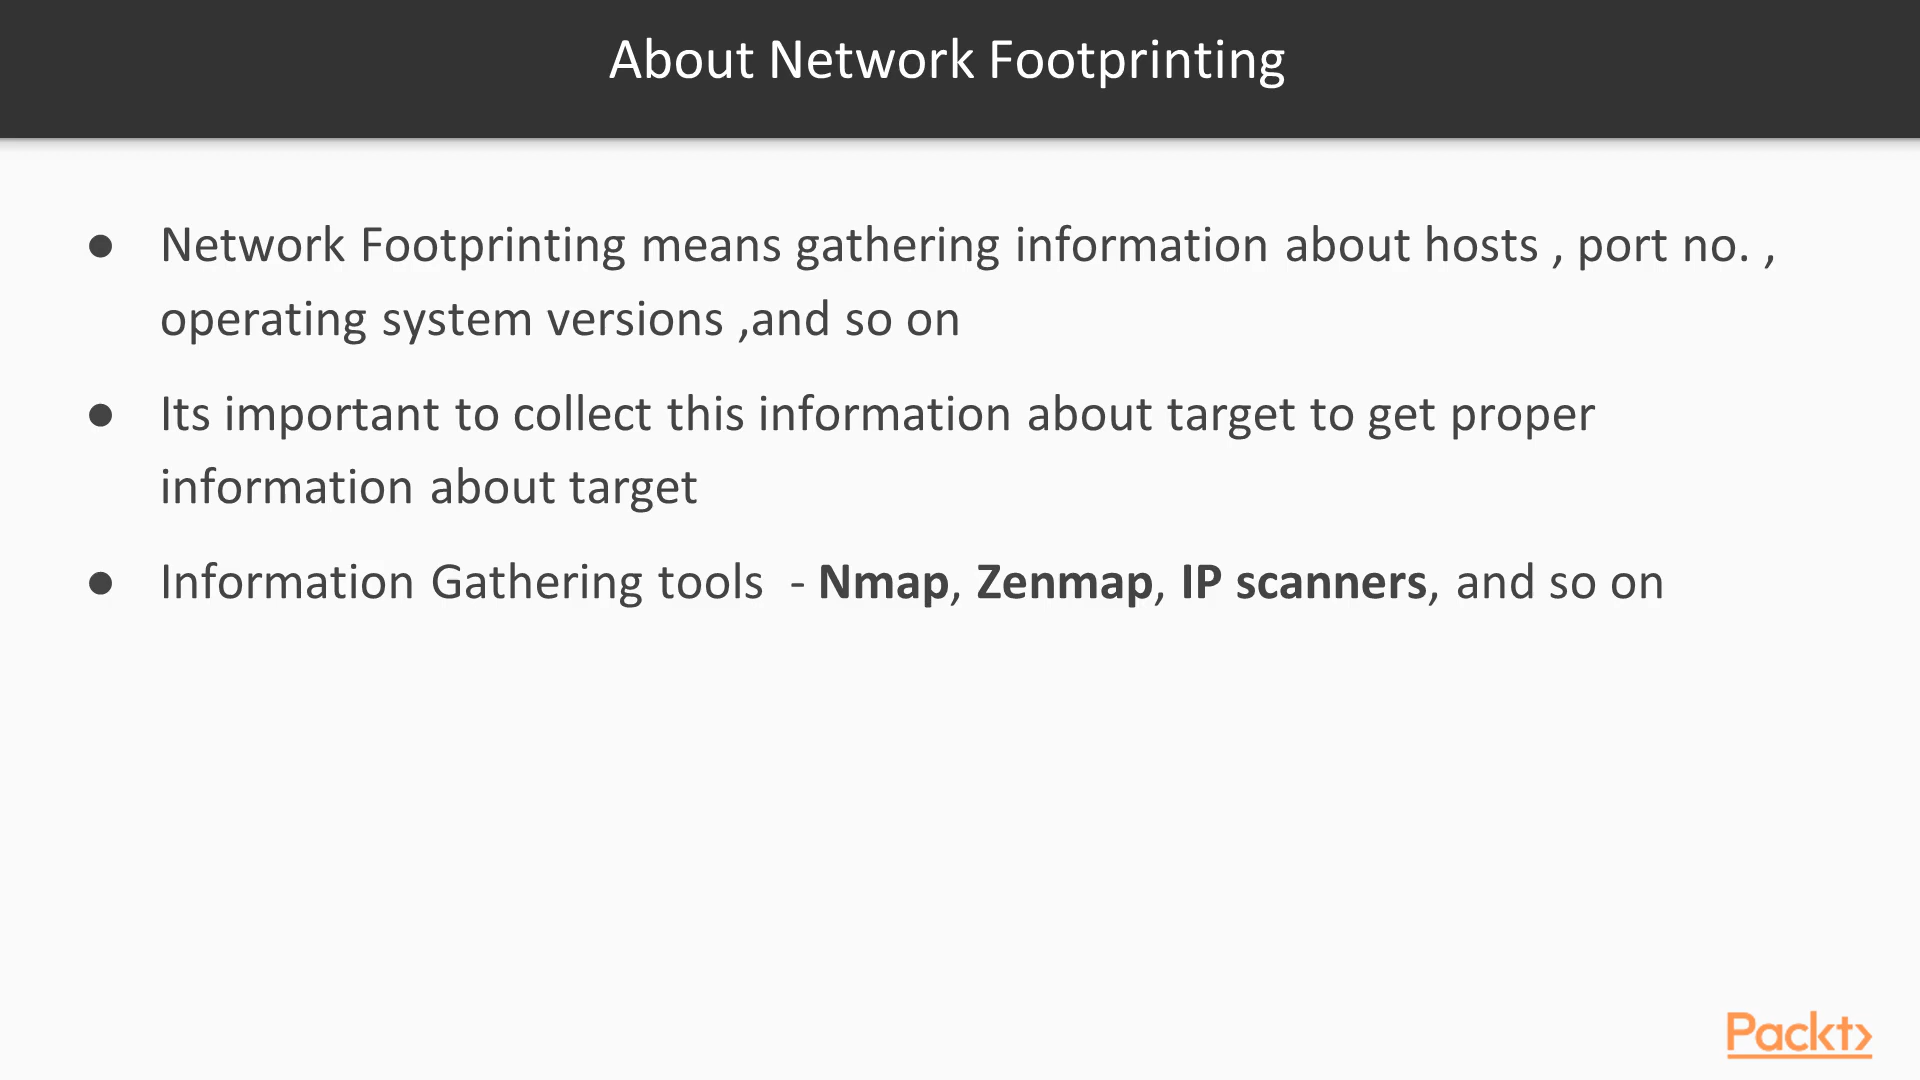 About Network Footprinting
● Network Footprinting means gathering information about hosts , port no. ,
operating system versions ,and so on
● Its important to collect this information about target to get proper
information about target
● Information Gathering tools  - Nmap, Zenmap, IP scanners, and so on
Packt>